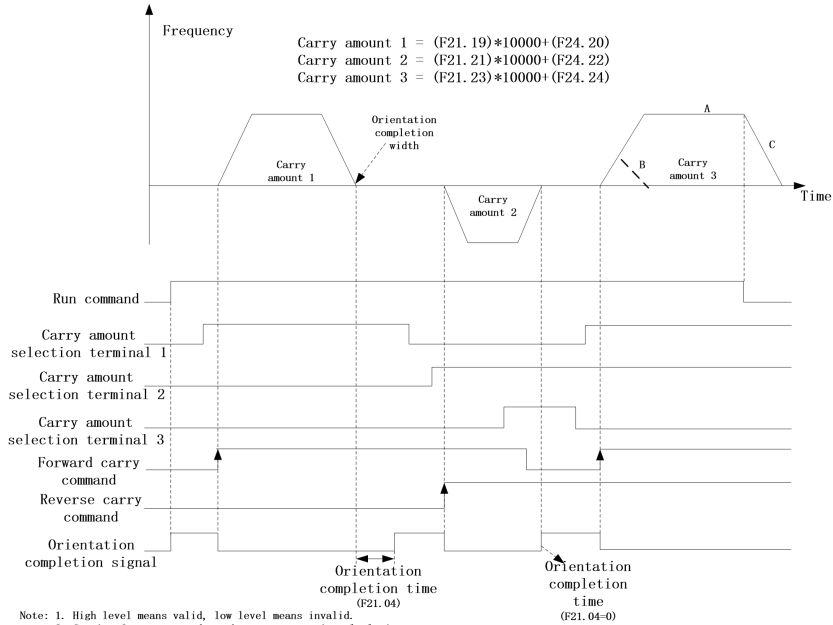 Frequency
Carry amount 1 = (F21.19)*10000+(F24.20)
Carry amount 2 = (F21.21)*10000+(F24.22)
Carry amount 3 = (F21.23)*10000+(F24.24)
Orientation
completion
width
Carry
amount 1
Carry
amount 2
A
B
Carry
amount 3
C
Time
Run command
Carry amount
selection terminal 1
Carry amount
selection terminal 2
Carry amount
selection terminal 3
Forward carry
command
Reverse carry
command
Orientation
completion signal
Orientation
completion time
(F21.04)
Orientation
completion
time
(F21.04=0)
Note: 1. High level means valid, low level means invalid.